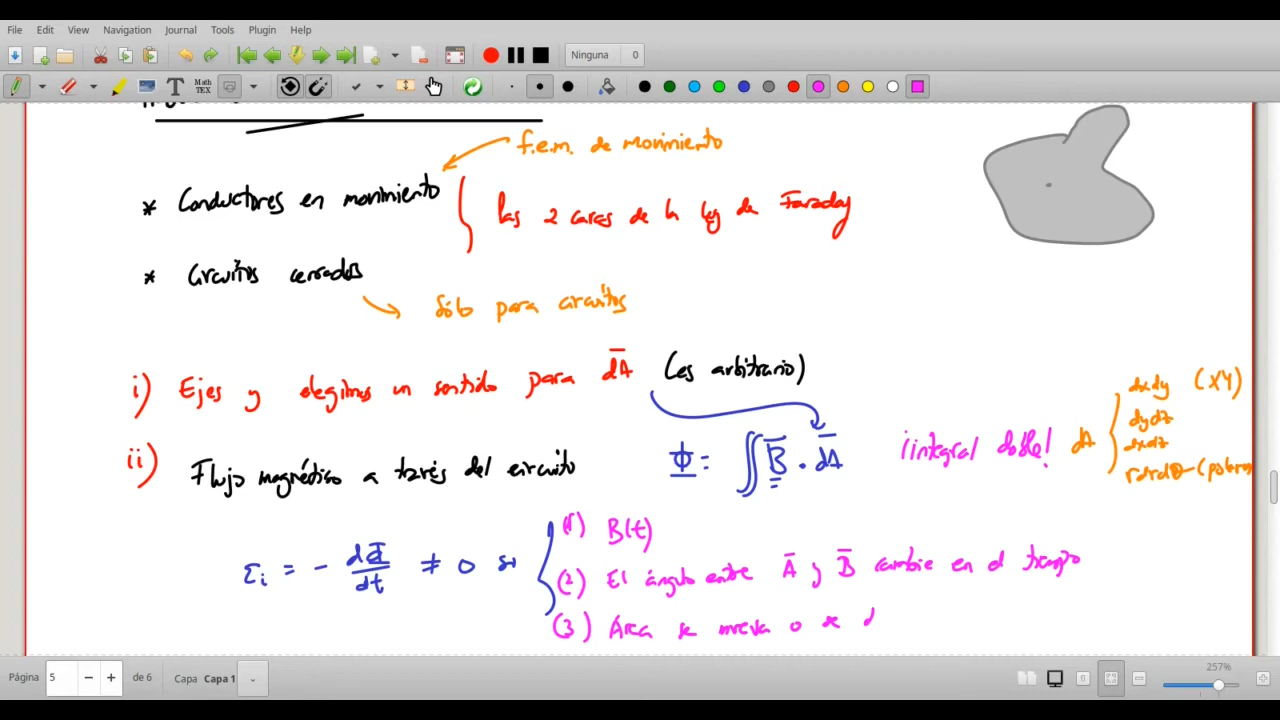 File Edit View Navigation Journal Tools Plugin Help
Ninguna 0
T Math TEX
f.e.m. de movimiento
* Conductores en movimiento
las 2 caras de la ley de Faraday
* Circuitos cerrados
Sólo para circuitos
i) Ejes y elegimos un sentido para dA (es arbitrario)
ii) Flujo magnético a través del circuito
Φ = ∬ B · dA
¡integral doble! dA
dxdy (XY)
dydz
dxdz
rdrdθ (polares
εi = - dΦ/dt ≠ 0 si
(1) B(t)
(2) El ángulo entre A y B cambie en el tiempo
(3) Área se mueva o se d
Página 5 de 6 Capa Capa 1 257%